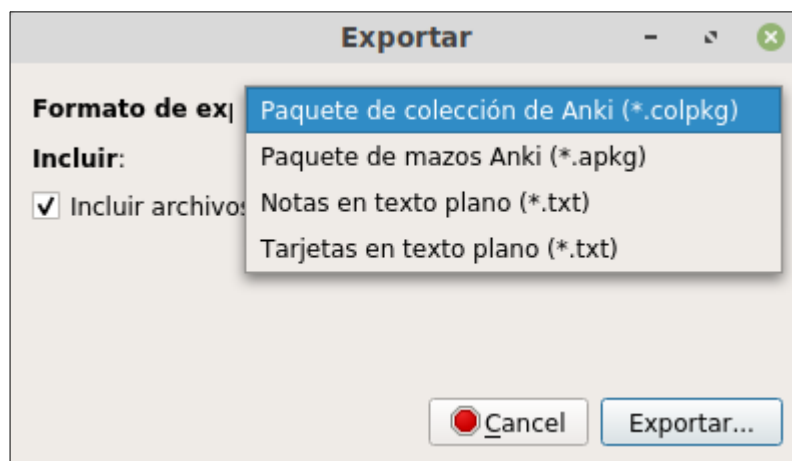 Exportar
Formato de exp
Paquete de colección de Anki (*.colpkg)
Incluir:
Paquete de mazos Anki (*.apkg)
Incluir archivos
Notas en texto plano (*.txt)
Tarjetas en texto plano (*.txt)
Cancel
Exportar...